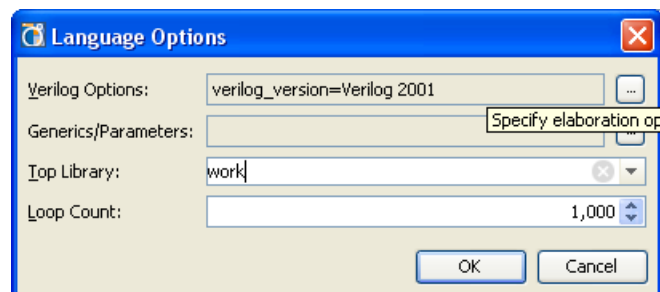 Language Options
Verilog Options: verilog_version=Verilog 2001 ...
Specify elaboration op
Generics/Parameters:
Top Library: work
Loop Count: 1,000
OK Cancel